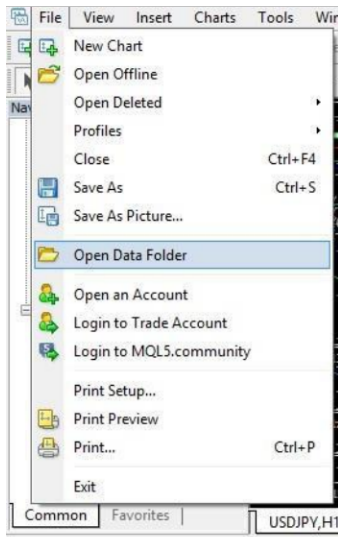 File View Insert Charts Tools
New Chart
Open Offline
Open Deleted
Profiles
Close Ctrl+F4
Save As Ctrl+S
Save As Picture...
Open Data Folder
Open an Account
Login to Trade Account
Login to MQL5.community
Print Setup...
Print Preview
Print... Ctrl+P
Exit
Common Favorites
USDJPY,H1